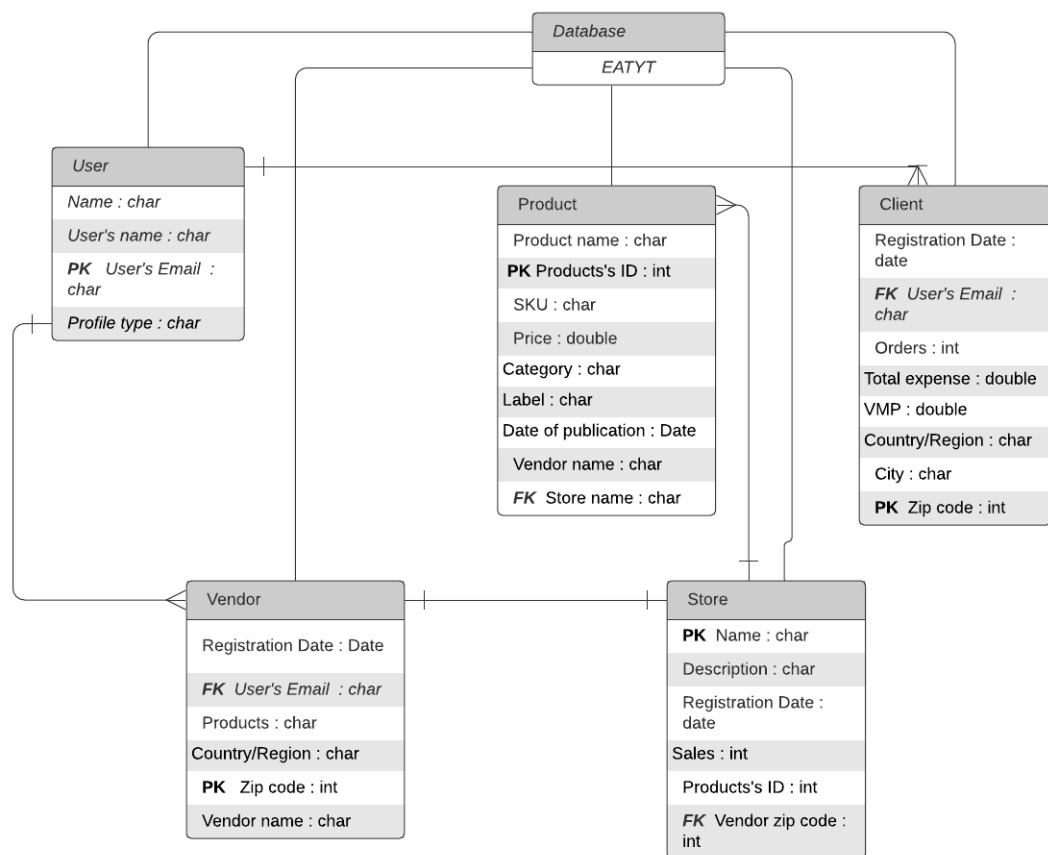 Database
EATYT
User
Name : char
User's name : char
PK User's Email :
char
Profile type : char
Product
Product name : char
PK Products's ID : int
SKU : char
Price : double
Category : char
Label : char
Date of publication : Date
Vendor name : char
FK Store name : char
Client
Registration Date :
date
FK User's Email :
char
Orders : int
Total expense : double
VMP : double
Country/Region : char
City : char
PK Zip code : int
Vendor
Registration Date : Date
FK User's Email : char
Products : char
Country/Region : char
PK Zip code : int
Vendor name : char
Store
PK Name : char
Description : char
Registration Date :
date
Sales : int
Products's ID : int
FK Vendor zip code :
int